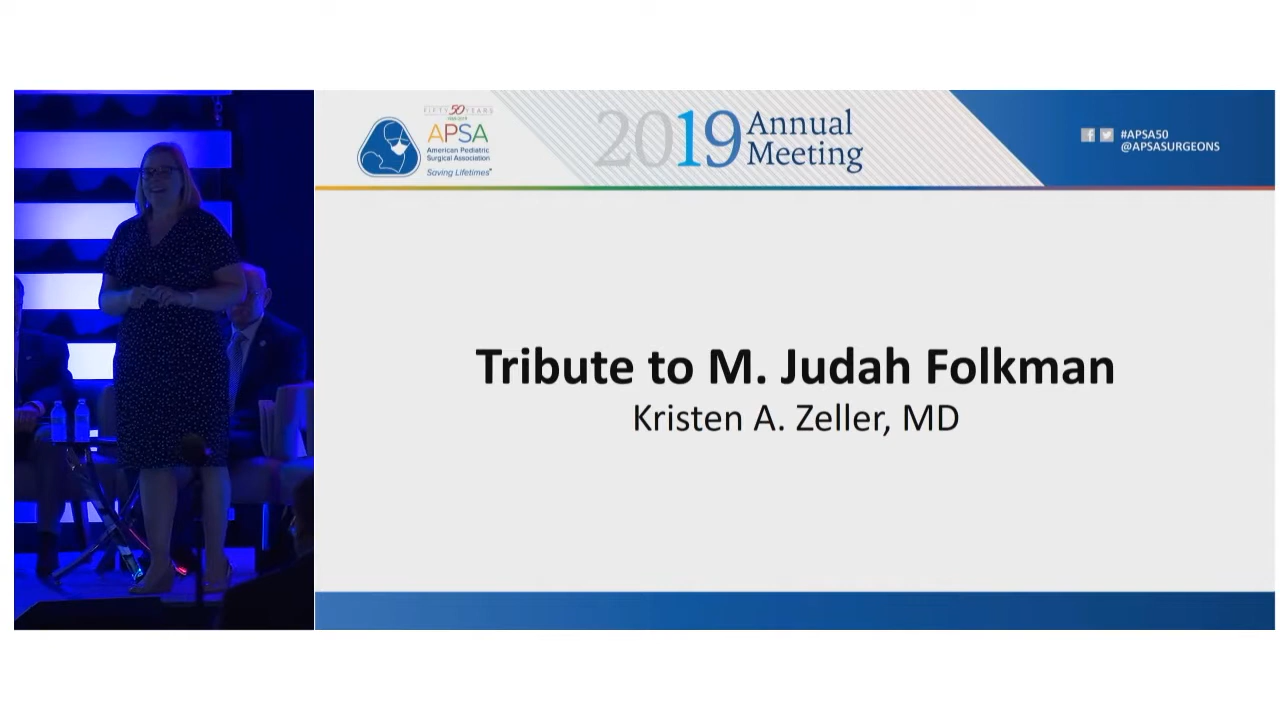 FIFTY 50 YEARS
APSA
American Pediatric
Surgical Association
Saving Lifetimes
2019 Annual
Meeting
#APSA50
@APSASURGEONS
Tribute to M. Judah Folkman
Kristen A. Zeller, MD